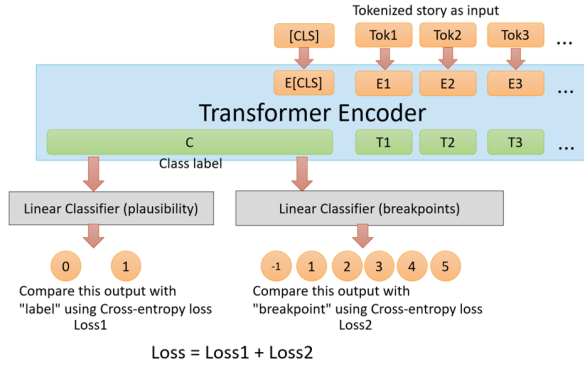 Tokenized story as input
[CLS] Tok1 Tok2 Tok3 ...
E[CLS] E1 E2 E3 ...
Transformer Encoder
C T1 T2 T3 ...
Class label
Linear Classifier (plausibility) Linear Classifier (breakpoints)
0 1 -1 1 2 3 4 5
Compare this output with
"label" using Cross-entropy loss
Loss1
Compare this output with
"breakpoint" using Cross-entropy loss
Loss2
Loss = Loss1 + Loss2